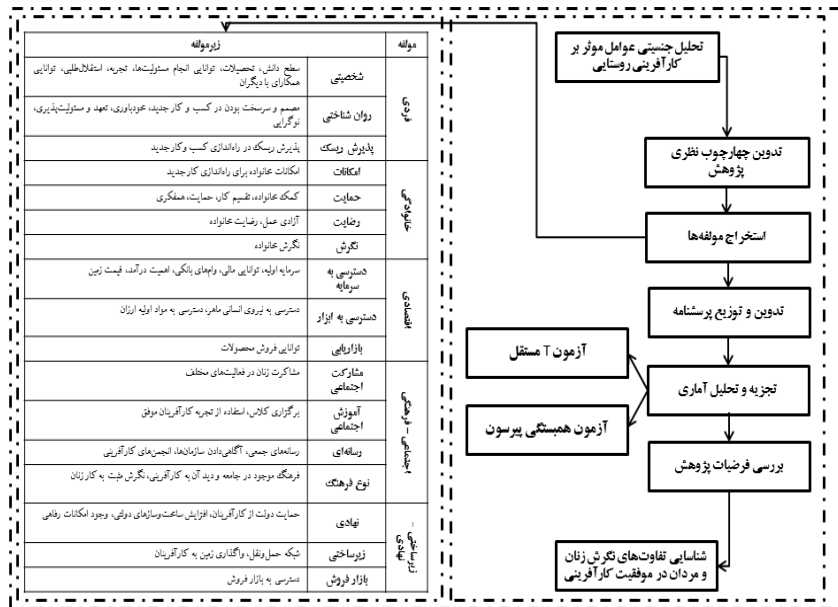 تحلیل جنسیتی عوامل موثر بر
کارآفرینی روستایی
تدوین چهارچوب نظری
پژوهش
استخراج مولفه‌ها
تدوین و توزیع پرسشنامه
تجزیه و تحلیل آماری
آزمون T مستقل
آزمون همبستگی پیرسون
بررسی فرضیات پژوهش
شناسایی تفاوت‌های نگرش زنان
و مردان در موفقیت کارآفرینی
مولفه
زیرمولفه
فردی
شخصیتی
سطح دانش، تحصیلات، توانایی انجام مسئولیت‌ها، تجربه، استقلال‌طلبی، توانایی
همکاری با دیگران
روان شناختی
مصمم و سرسخت بودن در کسب و کار جدید، خودباوری، تعهد و مسئولیت‌پذیری،
نوگرایی
پذیرش ریسک
پذیرش ریسک در راه‌اندازی کسب وکارجدید
خانوادگی
امکانات
امکانات خانواده برای راه‌اندازی کارجدید
حمایت
کمک خانواده، تقسیم کار، حمایت، همفکری
رضایت
آزادی عمل، رضایت خانواده
نگرش
نگرش خانواده
اقتصادی
دسترسی به
سرمایه
سرمایه اولیه، توانایی مالی، وام‌های بانکی، اهمیت درآمد، قیمت زمین
دسترسی به ابزار
دسترسی به نیروی انسانی ماهر، دسترسی به مواد اولیه ارزان
بازاریابی
توانایی فروش محصولات
اجتماعی – فرهنگی
مشارکت
اجتماعی
مشاکرت زنان در فعالیت‌های مختلف
آموزش
اجتماعی
برگزاری کلاس، استفاده از تجربه کارآفرینان موفق
رسانه‌ای
رسانه‌های جمعی، آگاهی‌دادن سازمان‌ها، انجمن‌های کارآفرینی
نوع فرهنگ
فرهنگ موجود در جامعه و دید آن به کارآفرینی، نگرش مثبت به کار زنان
زیرساختی –
نهادی
نهادی
حمایت دولت از کارآفرینان، افزایش ساخت‌وسازهای دولتی، وجود امکانات رفاهی
زیرساختی
شبکه حمل‌ونقل، واگذاری زمین به کارآفرینان
بازار فروش
دسترسی به بازار فروش